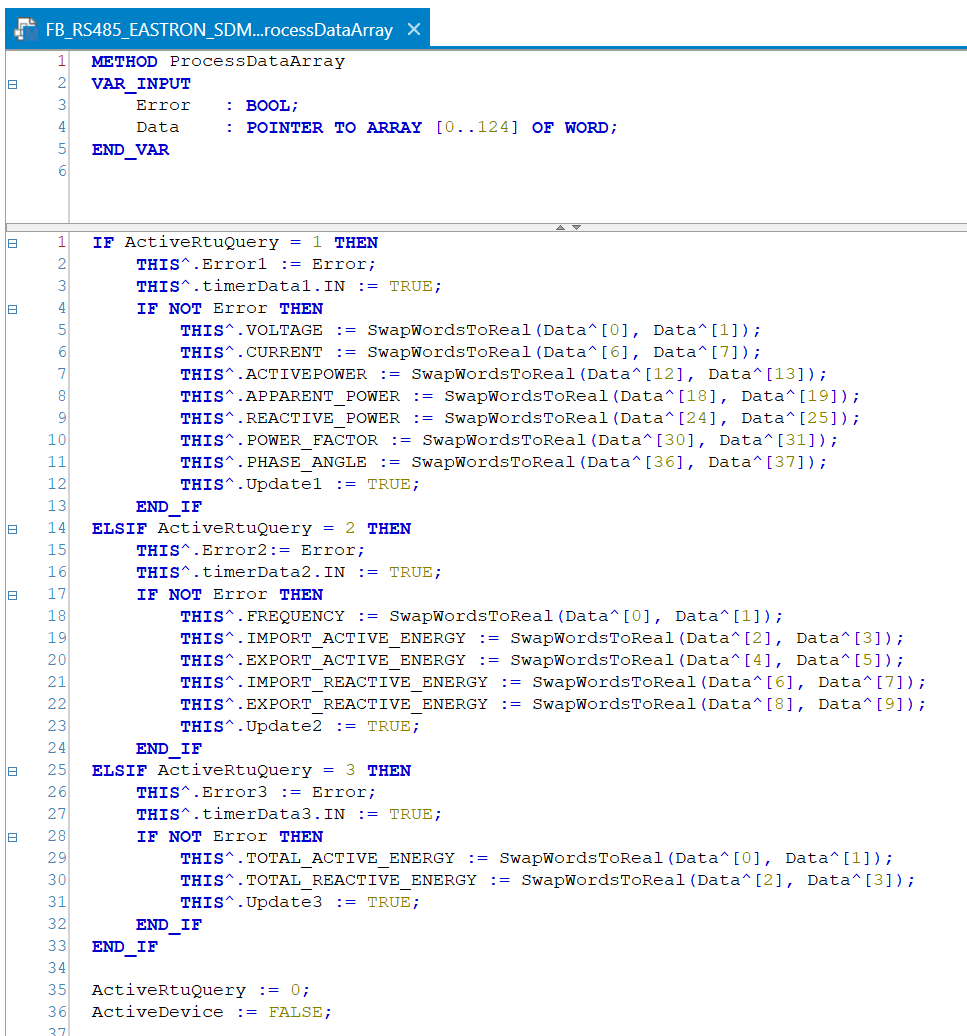 FB_RS485_EASTRON_SDM...rocessDataArray ✕
1 METHOD ProcessDataArray
2 VAR_INPUT
3     Error   : BOOL;
4     Data    : POINTER TO ARRAY [0..124] OF WORD;
5 END_VAR
6
1 IF ActiveRtuQuery = 1 THEN
2     THIS^.Error1 := Error;
3     THIS^.timerData1.IN := TRUE;
4     IF NOT Error THEN
5         THIS^.VOLTAGE := SwapWordsToReal(Data^[0], Data^[1]);
6         THIS^.CURRENT := SwapWordsToReal(Data^[6], Data^[7]);
7         THIS^.ACTIVEPOWER := SwapWordsToReal(Data^[12], Data^[13]);
8         THIS^.APPARENT_POWER := SwapWordsToReal(Data^[18], Data^[19]);
9         THIS^.REACTIVE_POWER := SwapWordsToReal(Data^[24], Data^[25]);
10         THIS^.POWER_FACTOR := SwapWordsToReal(Data^[30], Data^[31]);
11         THIS^.PHASE_ANGLE := SwapWordsToReal(Data^[36], Data^[37]);
12         THIS^.Update1 := TRUE;
13     END_IF
14 ELSIF ActiveRtuQuery = 2 THEN
15     THIS^.Error2:= Error;
16     THIS^.timerData2.IN := TRUE;
17     IF NOT Error THEN
18         THIS^.FREQUENCY := SwapWordsToReal(Data^[0], Data^[1]);
19         THIS^.IMPORT_ACTIVE_ENERGY := SwapWordsToReal(Data^[2], Data^[3]);
20         THIS^.EXPORT_ACTIVE_ENERGY := SwapWordsToReal(Data^[4], Data^[5]);
21         THIS^.IMPORT_REACTIVE_ENERGY := SwapWordsToReal(Data^[6], Data^[7]);
22         THIS^.EXPORT_REACTIVE_ENERGY := SwapWordsToReal(Data^[8], Data^[9]);
23         THIS^.Update2 := TRUE;
24     END_IF
25 ELSIF ActiveRtuQuery = 3 THEN
26     THIS^.Error3 := Error;
27     THIS^.timerData3.IN := TRUE;
28     IF NOT Error THEN
29         THIS^.TOTAL_ACTIVE_ENERGY := SwapWordsToReal(Data^[0], Data^[1]);
30         THIS^.TOTAL_REACTIVE_ENERGY := SwapWordsToReal(Data^[2], Data^[3]);
31         THIS^.Update3 := TRUE;
32     END_IF
33 END_IF
34
35 ActiveRtuQuery := 0;
36 ActiveDevice := FALSE;
37